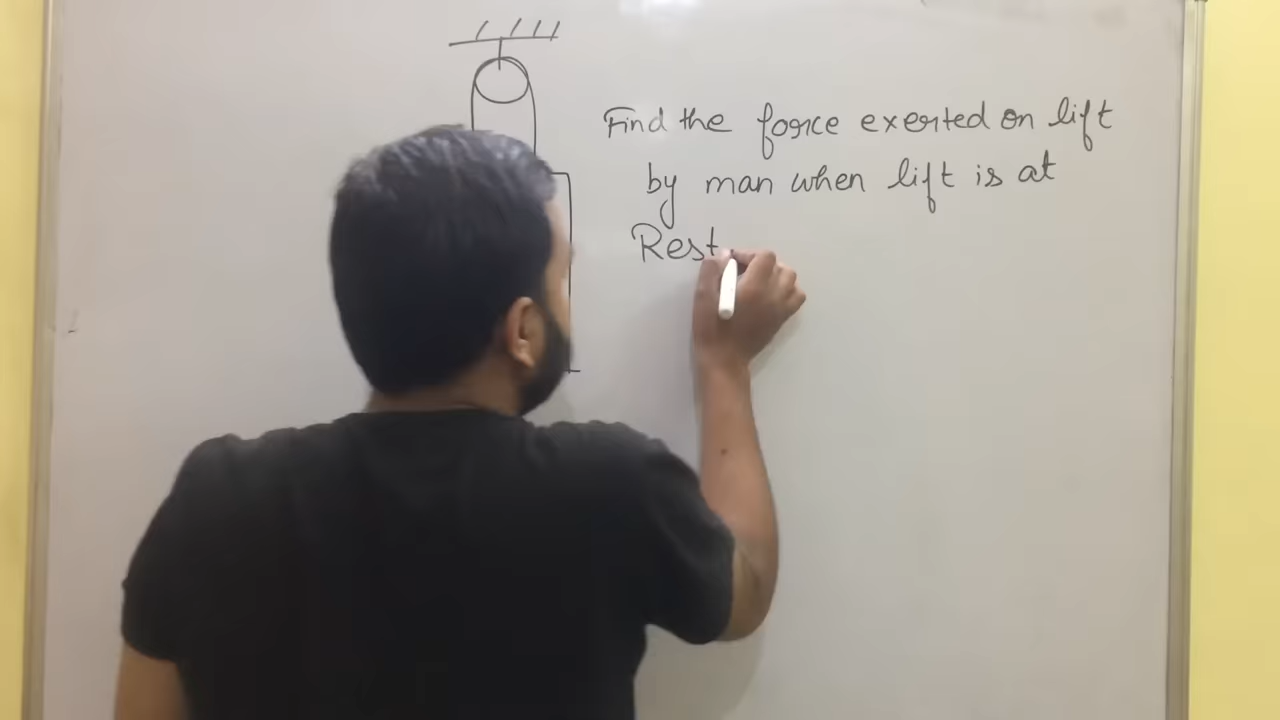 Find the force exerted on lift
by man when lift is at
Rest